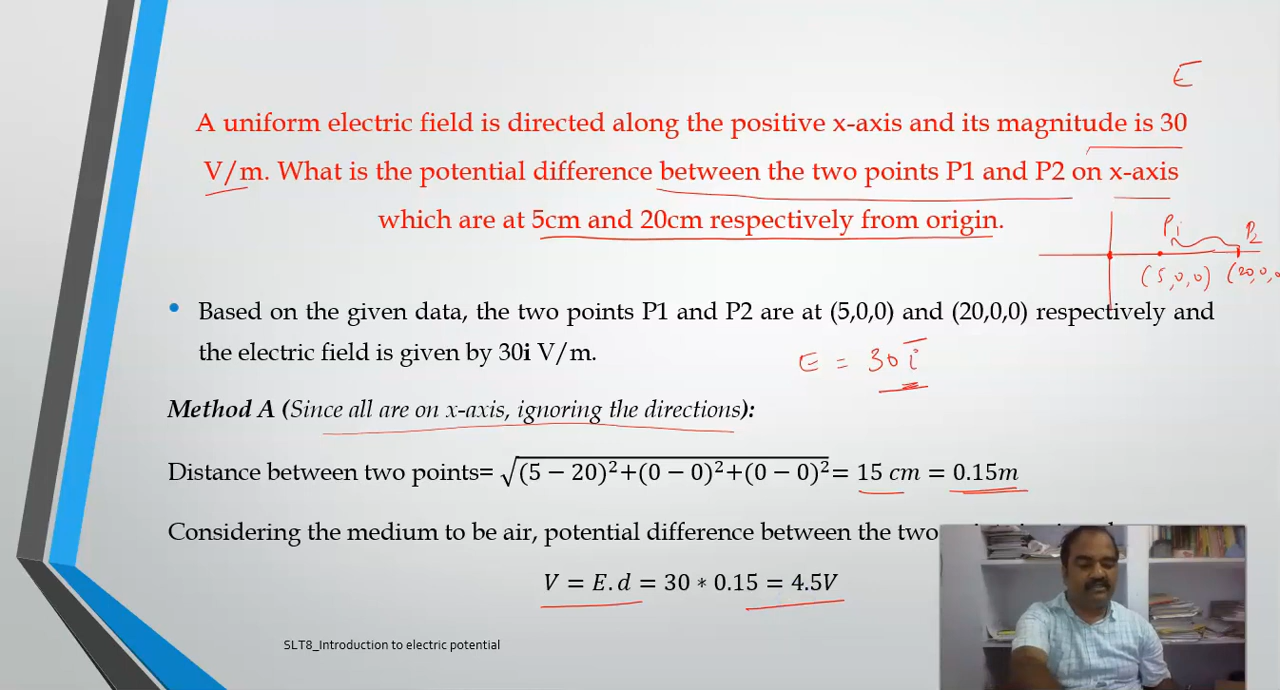 E
A uniform electric field is directed along the positive x-axis and its magnitude is 30
V/m. What is the potential difference between the two points P1 and P2 on x-axis
which are at 5cm and 20cm respectively from origin.
P1 P2
(5,0,0) (20,0,0
• Based on the given data, the two points P1 and P2 are at (5,0,0) and (20,0,0) respectively and
the electric field is given by 30i V/m.
E = 30 i
Method A (Since all are on x-axis, ignoring the directions):
Distance between two points= √(5 − 20)²+(0 − 0)²+(0 − 0)²= 15 cm = 0.15m
Considering the medium to be air, potential difference between the two
V = E.d = 30 * 0.15 = 4.5V
SLT8_Introduction to electric potential